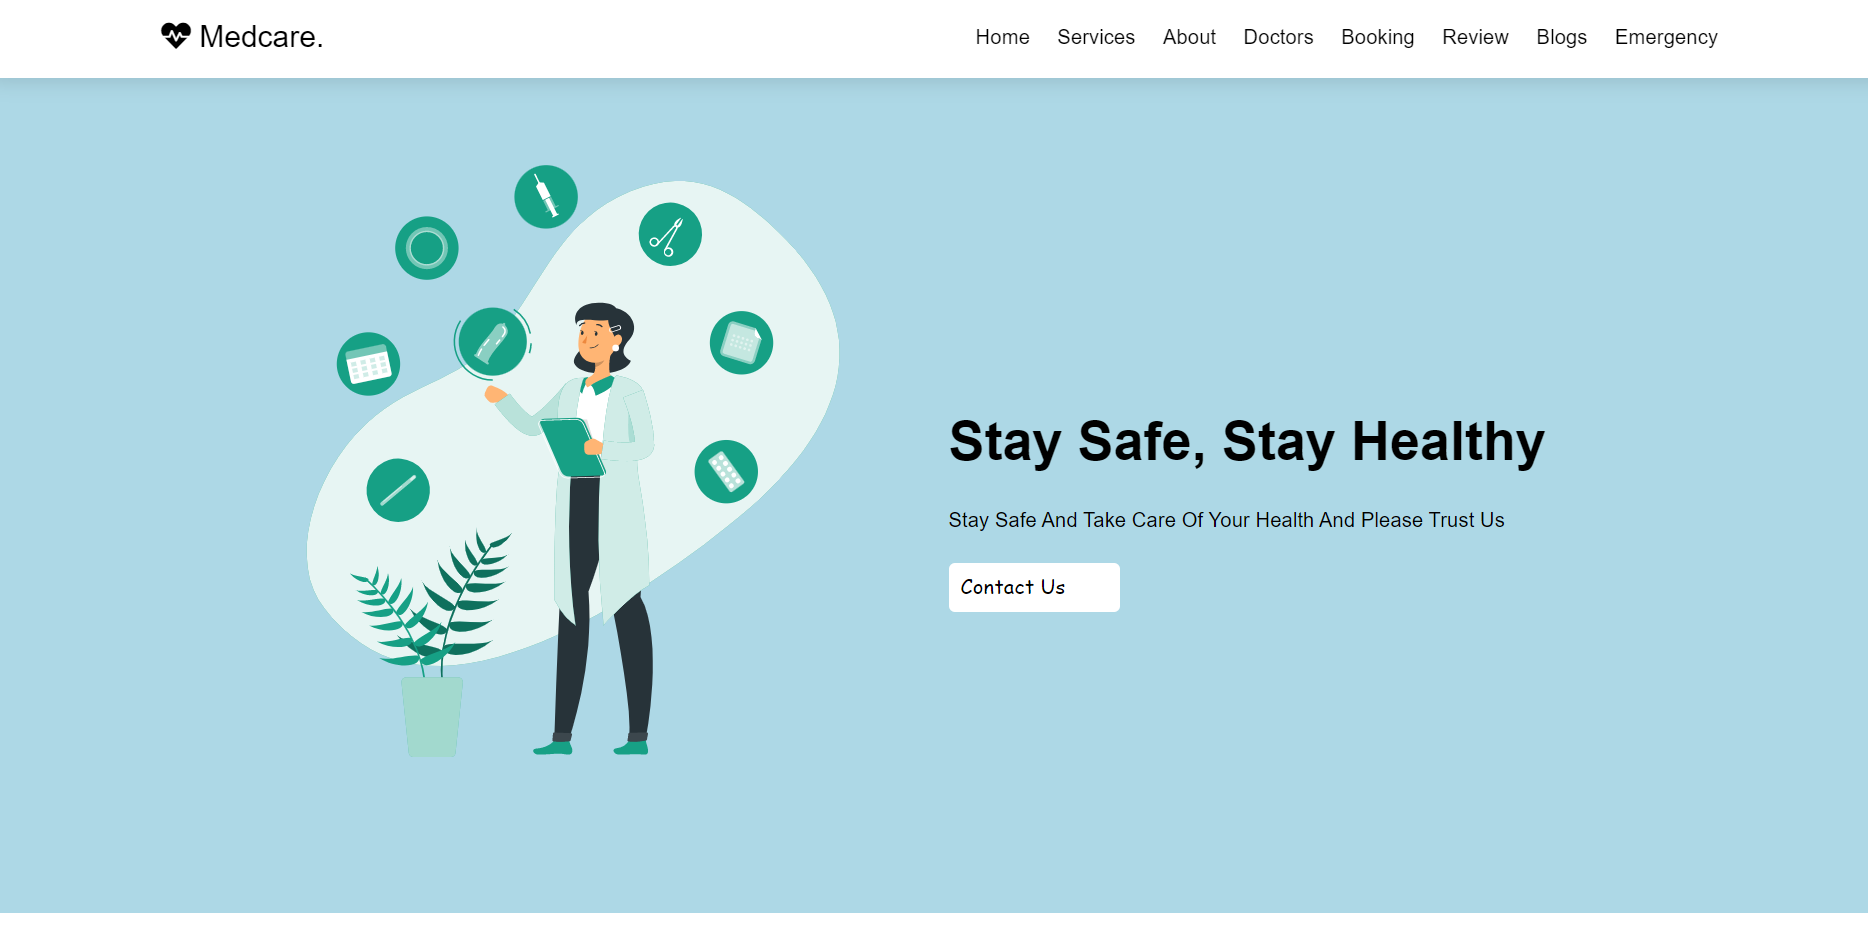 Medcare.
Home Services About Doctors Booking Review Blogs Emergency
Stay Safe, Stay Healthy
Stay Safe And Take Care Of Your Health And Please Trust Us
Contact Us